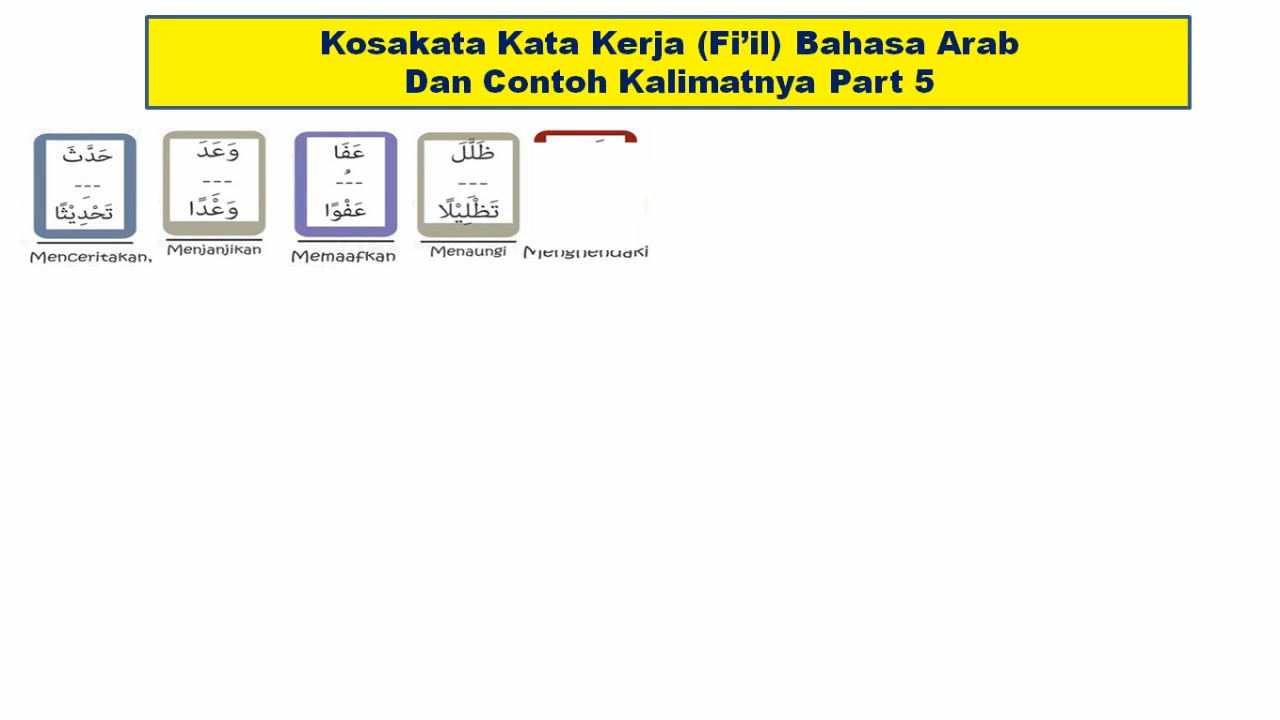 Kosakata Kata Kerja (Fi’il) Bahasa Arab
Dan Contoh Kalimatnya Part 5
حَدَّثَ
---
تَحْدِيْثًا
Menceritakan,
وَعَدَ
---
وَعْدًا
Menjanjikan
عَفَا
---
عَفْوًا
Memaafkan
ظَلَّلَ
---
تَظْلِيْلًا
Menaungi
Menghendaki